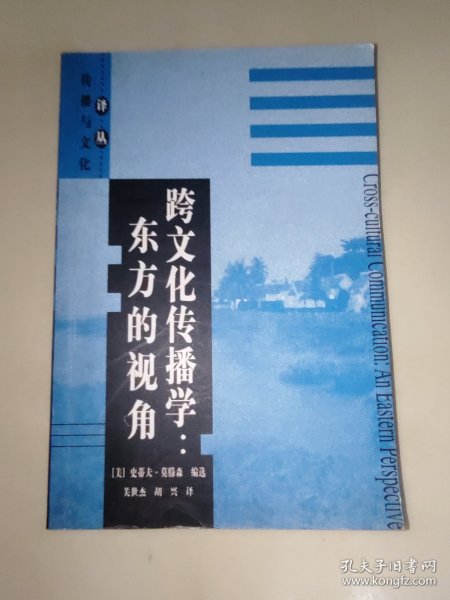 传播与文化
译丛
跨文化传播学:
东方的视角
Cross-cultural Communication: An Eastern Perspective
[美] 史蒂夫·莫滕森 编选
关世杰 胡 兴 译
孔夫子旧书网
www.kongfz.com